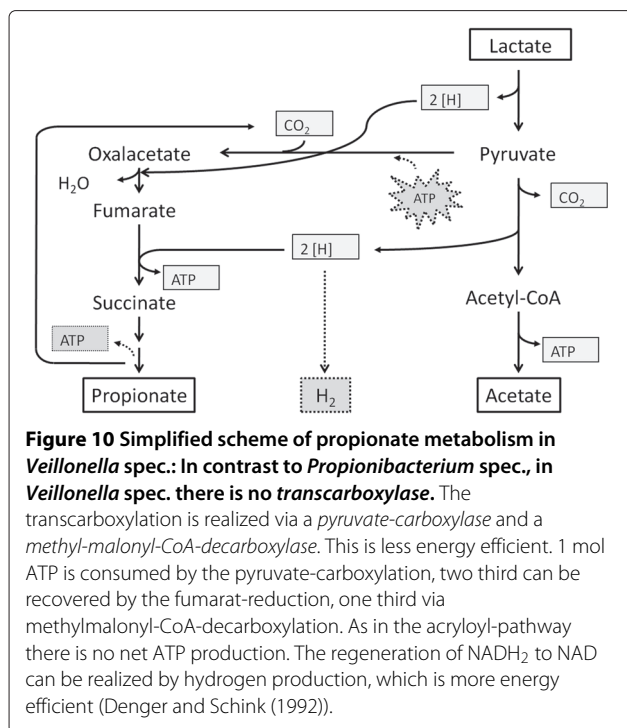 Lactate
2 [H]
CO2
Oxalacetate
Pyruvate
H2O
ATP
CO2
Fumarate
2 [H]
ATP
Succinate
Acetyl-CoA
ATP
ATP
Propionate
H2
Acetate
Figure 10 Simplified scheme of propionate metabolism in
Veillonella spec.: In contrast to Propionibacterium spec., in
Veillonella spec. there is no transcarboxylase. The
transcarboxylation is realized via a pyruvate-carboxylase and a
methyl-malonyl-CoA-decarboxylase. This is less energy efficient. 1 mol
ATP is consumed by the pyruvate-carboxylation, two third can be
recovered by the fumarat-reduction, one third via
methylmalonyl-CoA-decarboxylation. As in the acryloyl-pathway
there is no net ATP production. The regeneration of NADH2 to NAD
can be realized by hydrogen production, which is more energy
efficient (Denger and Schink (1992)).